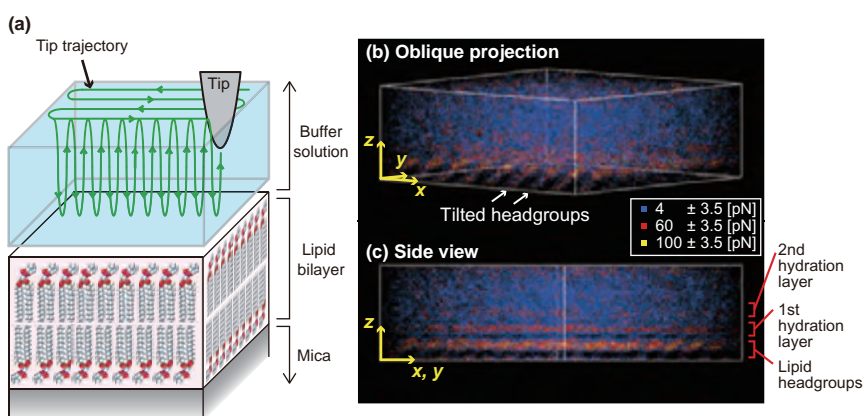 (a)
Tip trajectory
Tip
Buffer
solution
Lipid
bilayer
Mica
(b) Oblique projection
z
y
x
Tilted headgroups
4 ± 3.5 [pN]
60 ± 3.5 [pN]
100 ± 3.5 [pN]
(c) Side view
z
x, y
2nd
hydration
layer
1st
hydration
layer
Lipid
headgroups